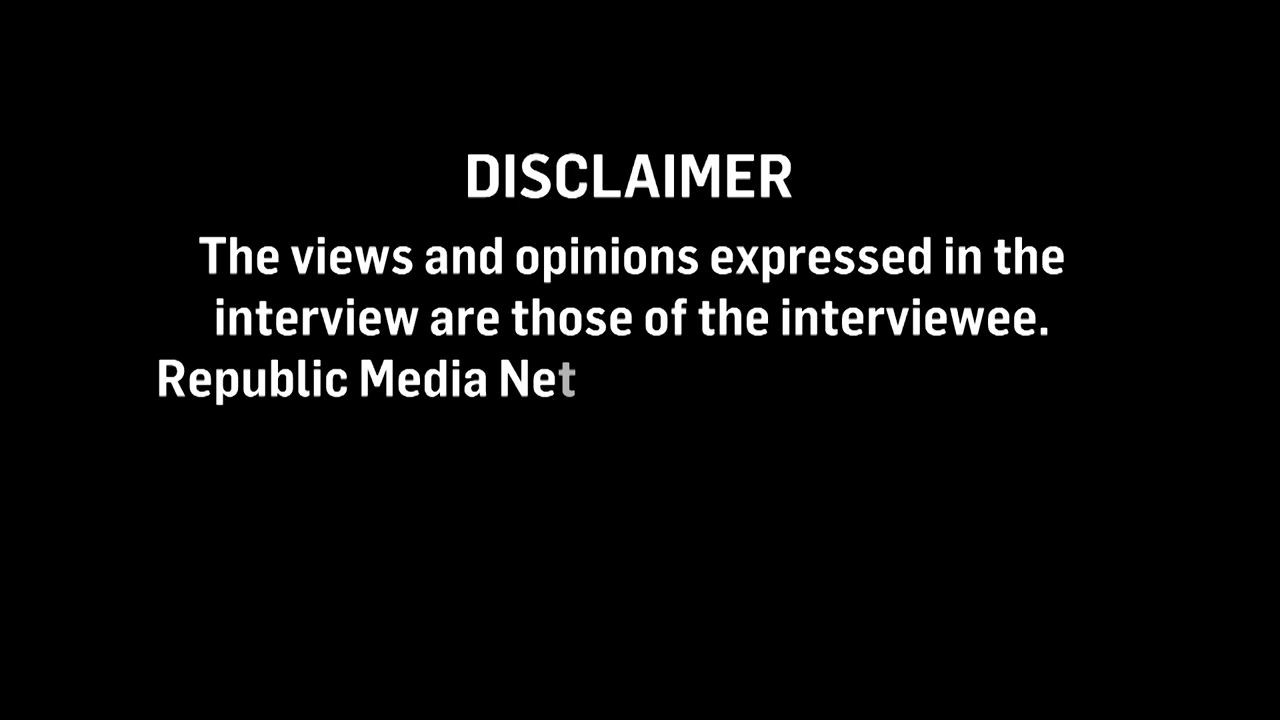 DISCLAIMER
The views and opinions expressed in the
interview are those of the interviewee.
Republic Media Net